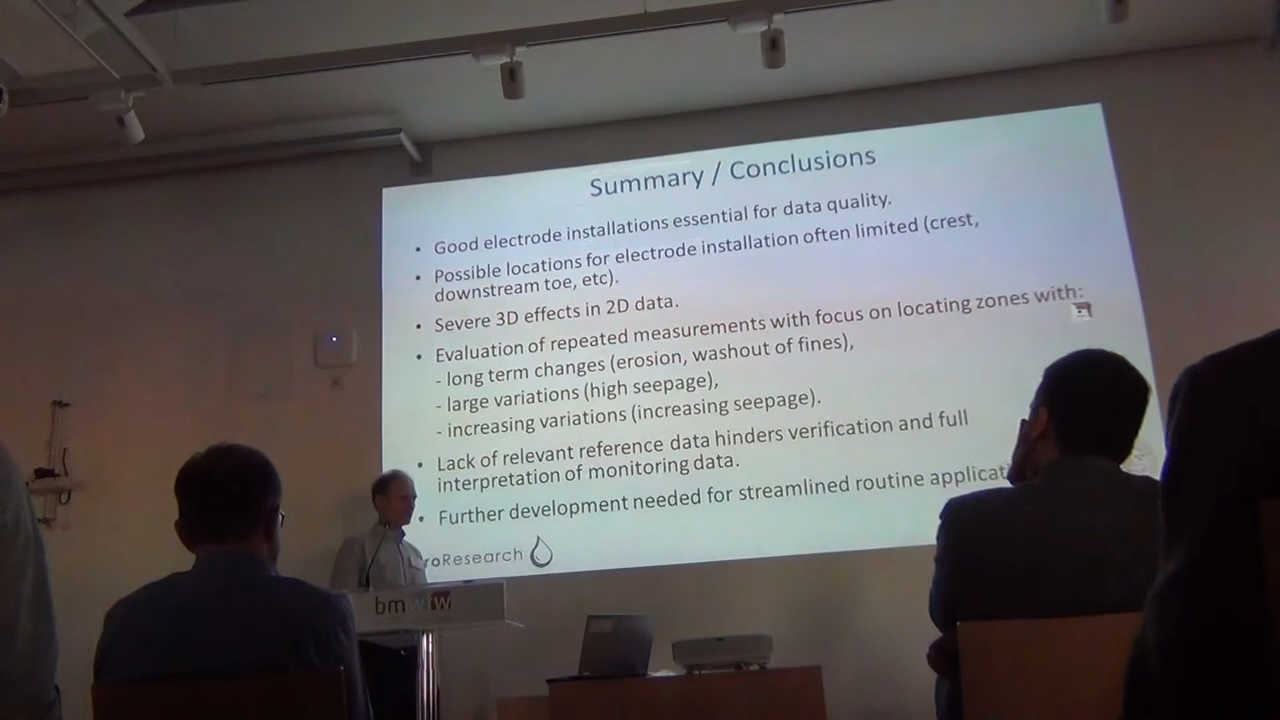 Summary / Conclusions
• Good electrode installations essential for data quality.
• Possible locations for electrode installation often limited (crest,
downstream toe, etc).
• Severe 3D effects in 2D data.
• Evaluation of repeated measurements with focus on locating zones with:
- long term changes (erosion, washout of fines),
- large variations (high seepage),
- increasing variations (increasing seepage).
• Lack of relevant reference data hinders verification and full
interpretation of monitoring data.
• Further development needed for streamlined routine applicati
roResearch
bmwfw